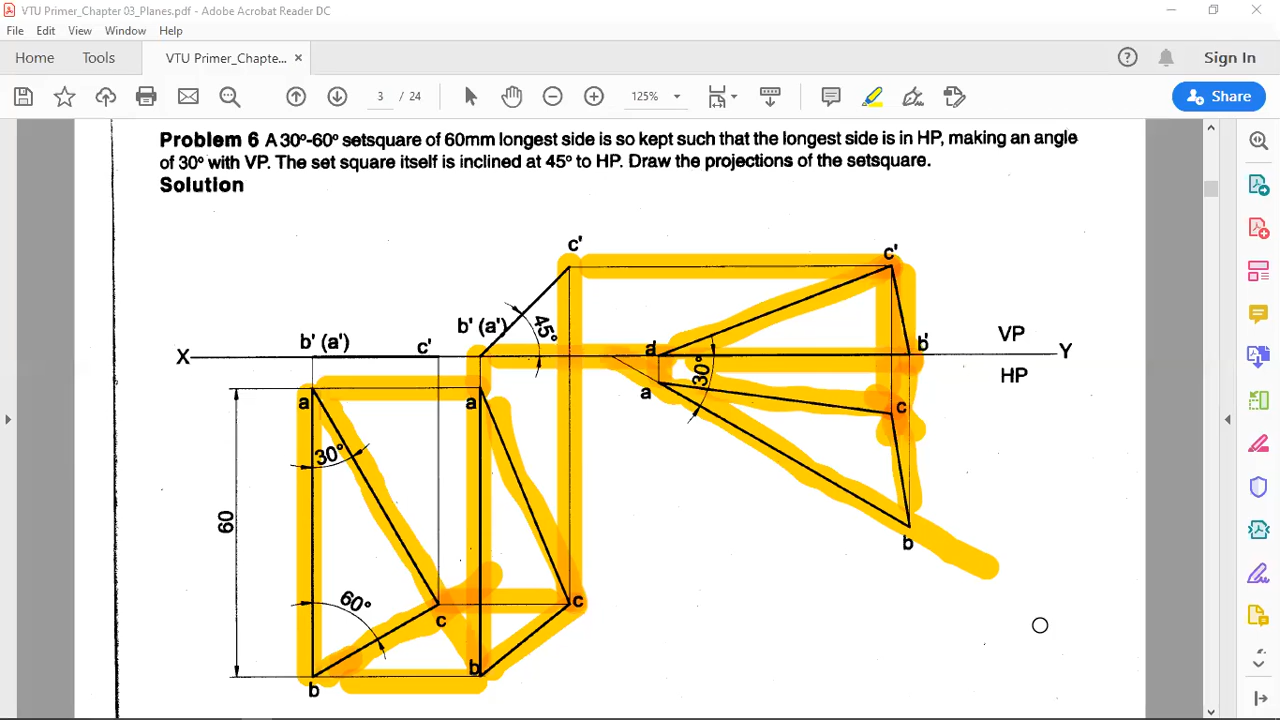 VTU Primer_Chapter 03_Planes.pdf - Adobe Acrobat Reader DC
File Edit View Window Help
Home Tools VTU Primer_Chapte... × Sign In
3 / 24 125% Share
Problem 6 A 30°-60° setsquare of 60mm longest side is so kept such that the longest side is in HP, making an angle
of 30° with VP. The set square itself is inclined at 45° to HP. Draw the projections of the setsquare.
Solution
c' c'
b' (a') 45° VP
X b' (a') c' a' b' Y
30° HP
a a a c
30°
60 b
60° c
c
b b